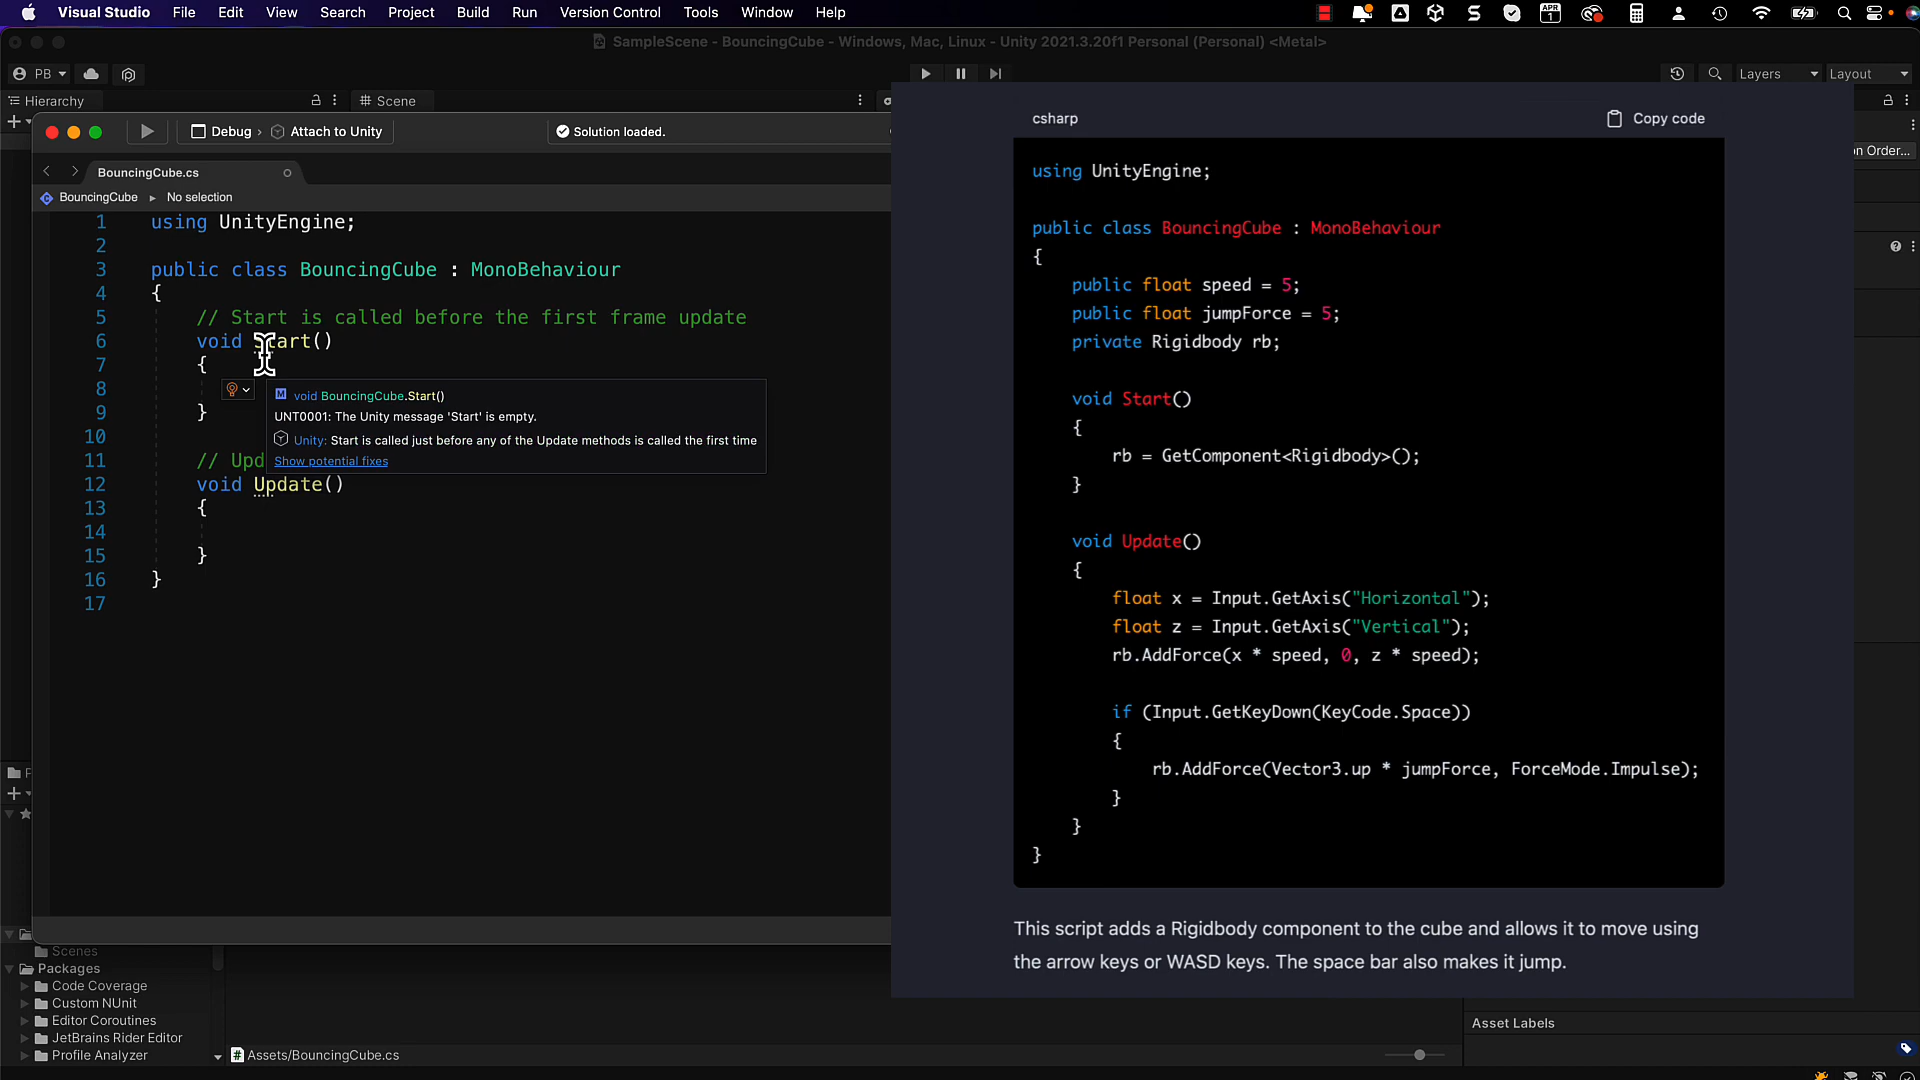 Visual Studio File Edit View Search Project Build Run Version Control Tools Window Help
APR 1
SampleScene - BouncingCube - Windows, Mac, Linux - Unity 2021.3.20f1 Personal (Personal) <Metal>
PB
Layers Layout
Hierarchy
Scene
Debug › Attach to Unity
Solution loaded.
on Order...
BouncingCube.cs
BouncingCube ▸ No selection
1 using UnityEngine;
2
3 public class BouncingCube : MonoBehaviour
4 {
5 // Start is called before the first frame update
6 void Start()
7 {
8
9 }
10
11 // Upd
12 void Update()
13 {
14
15 }
16 }
17
M void BouncingCube.Start()
UNT0001: The Unity message 'Start' is empty.
Unity: Start is called just before any of the Update methods is called the first time
Show potential fixes
csharp Copy code
using UnityEngine;
public class BouncingCube : MonoBehaviour
{
public float speed = 5;
public float jumpForce = 5;
private Rigidbody rb;
void Start()
{
rb = GetComponent<Rigidbody>();
}
void Update()
{
float x = Input.GetAxis("Horizontal");
float z = Input.GetAxis("Vertical");
rb.AddForce(x * speed, 0, z * speed);
if (Input.GetKeyDown(KeyCode.Space))
{
rb.AddForce(Vector3.up * jumpForce, ForceMode.Impulse);
}
}
}
This script adds a Rigidbody component to the cube and allows it to move using
the arrow keys or WASD keys. The space bar also makes it jump.
Scenes
Packages
Code Coverage
Custom NUnit
Editor Coroutines
JetBrains Rider Editor
Profile Analyzer
Assets/BouncingCube.cs
Asset Labels